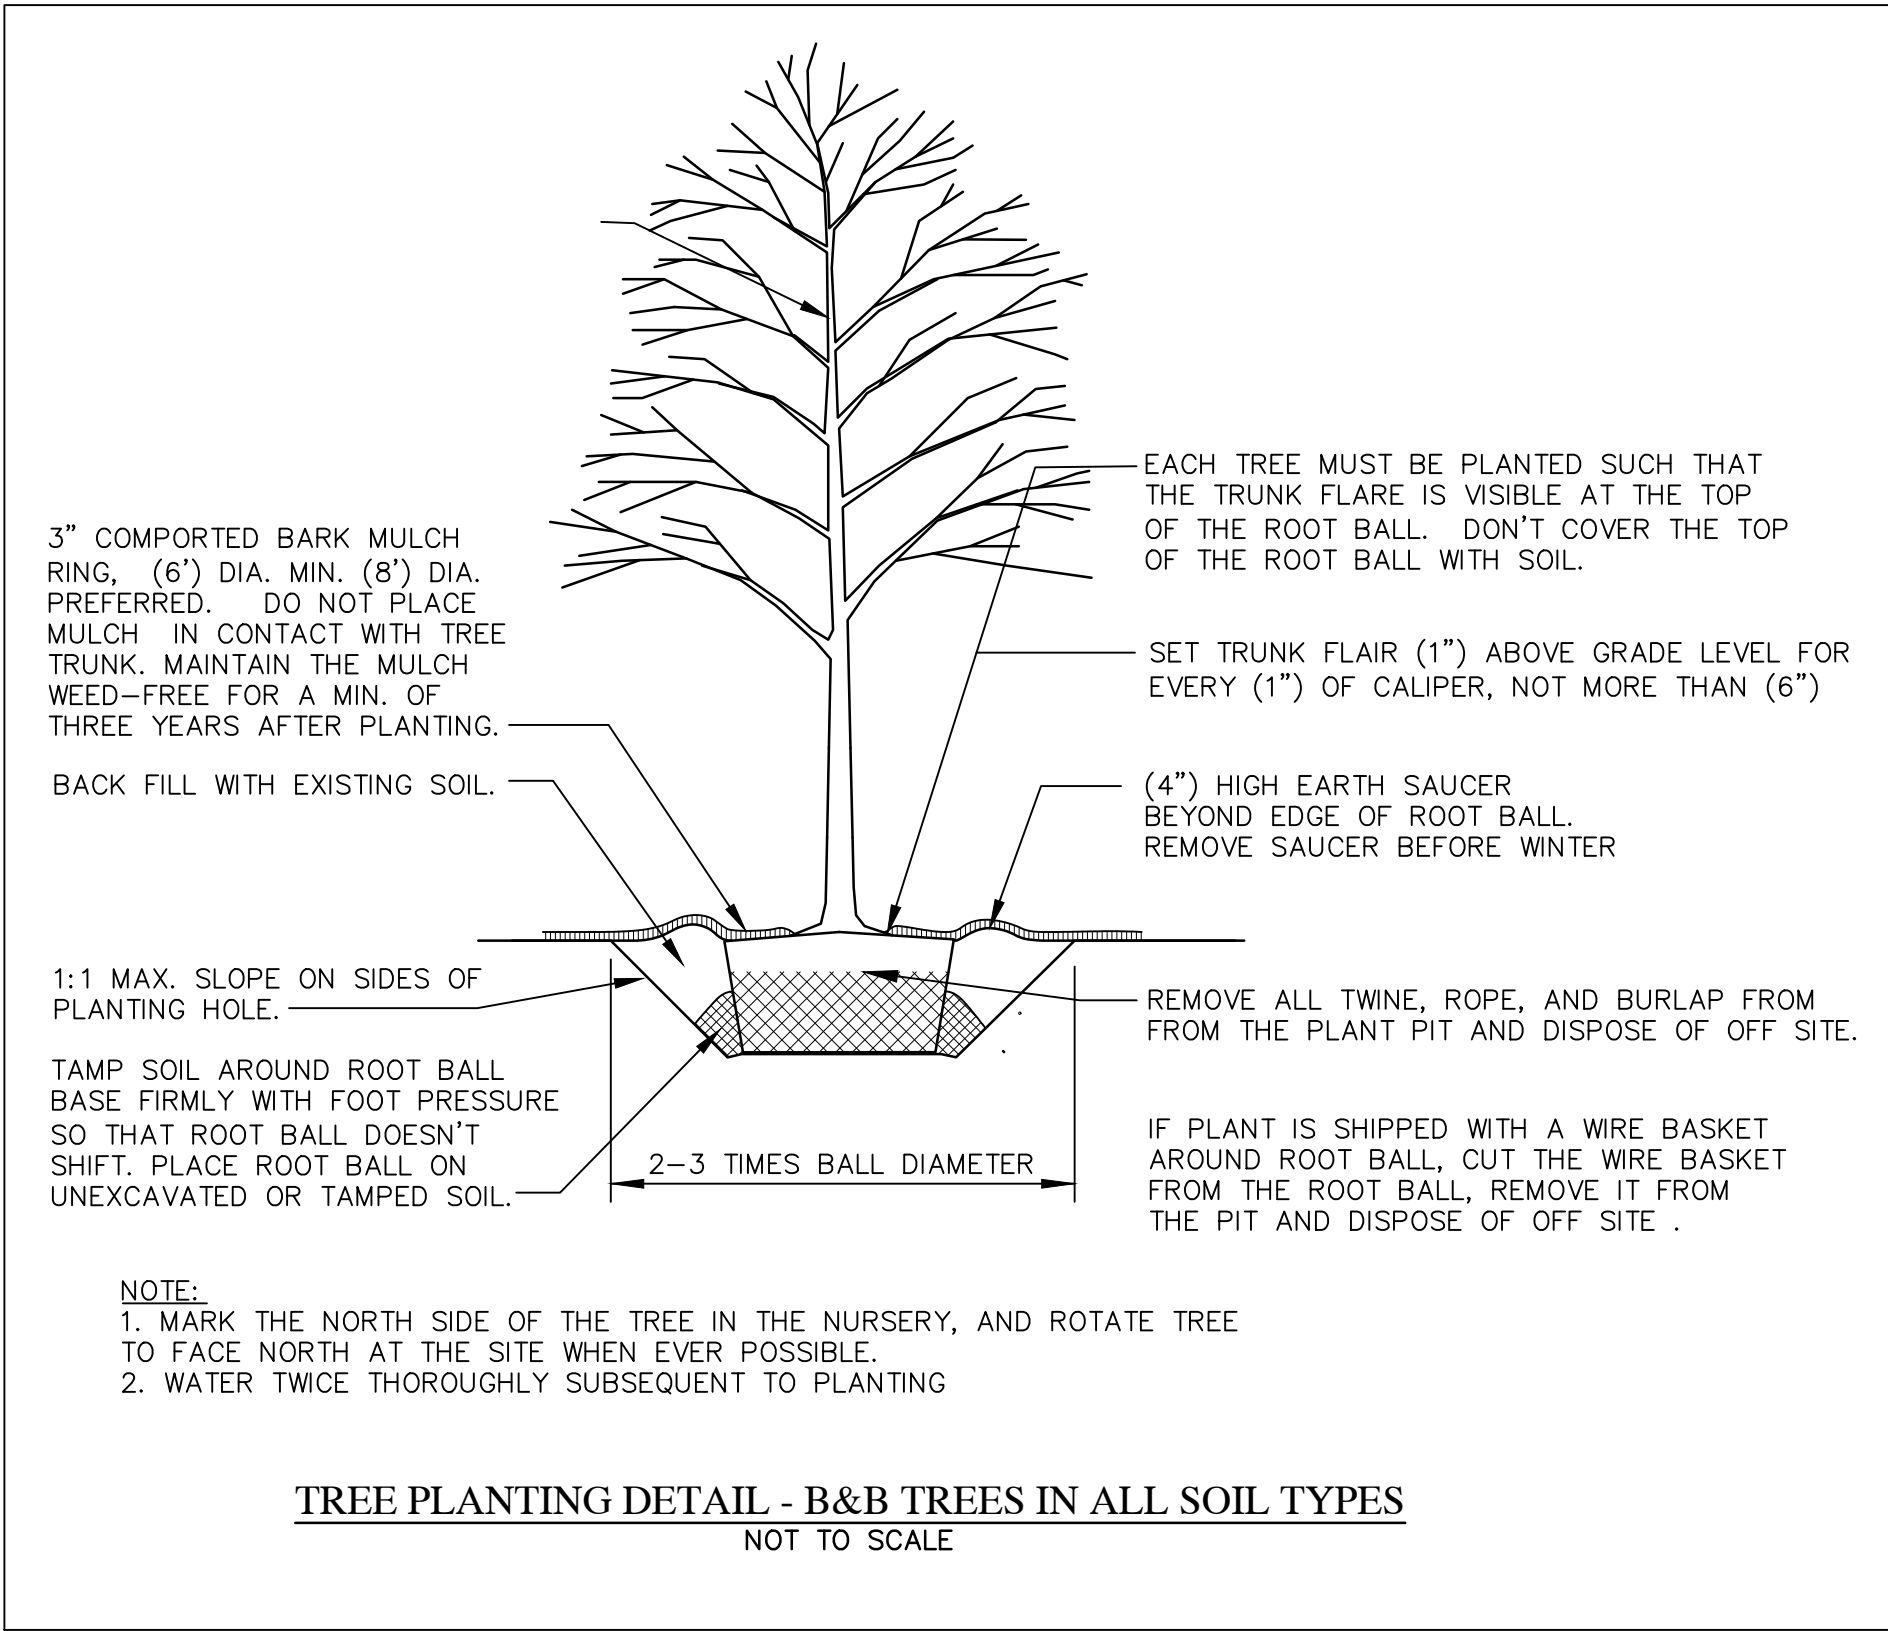 3” COMPORTED BARK MULCH
RING, (6’) DIA. MIN. (8’) DIA.
PREFERRED. DO NOT PLACE
MULCH IN CONTACT WITH TREE
TRUNK. MAINTAIN THE MULCH
WEED-FREE FOR A MIN. OF
THREE YEARS AFTER PLANTING.
BACK FILL WITH EXISTING SOIL.
1:1 MAX. SLOPE ON SIDES OF
PLANTING HOLE.
TAMP SOIL AROUND ROOT BALL
BASE FIRMLY WITH FOOT PRESSURE
SO THAT ROOT BALL DOESN’T
SHIFT. PLACE ROOT BALL ON
UNEXCAVATED OR TAMPED SOIL.
2-3 TIMES BALL DIAMETER
EACH TREE MUST BE PLANTED SUCH THAT
THE TRUNK FLARE IS VISIBLE AT THE TOP
OF THE ROOT BALL. DON’T COVER THE TOP
OF THE ROOT BALL WITH SOIL.
SET TRUNK FLAIR (1”) ABOVE GRADE LEVEL FOR
EVERY (1”) OF CALIPER, NOT MORE THAN (6”)
(4”) HIGH EARTH SAUCER
BEYOND EDGE OF ROOT BALL.
REMOVE SAUCER BEFORE WINTER
REMOVE ALL TWINE, ROPE, AND BURLAP FROM
FROM THE PLANT PIT AND DISPOSE OF OFF SITE.
IF PLANT IS SHIPPED WITH A WIRE BASKET
AROUND ROOT BALL, CUT THE WIRE BASKET
FROM THE ROOT BALL, REMOVE IT FROM
THE PIT AND DISPOSE OF OFF SITE .
NOTE:
1. MARK THE NORTH SIDE OF THE TREE IN THE NURSERY, AND ROTATE TREE
TO FACE NORTH AT THE SITE WHEN EVER POSSIBLE.
2. WATER TWICE THOROUGHLY SUBSEQUENT TO PLANTING
TREE PLANTING DETAIL - B&B TREES IN ALL SOIL TYPES
NOT TO SCALE